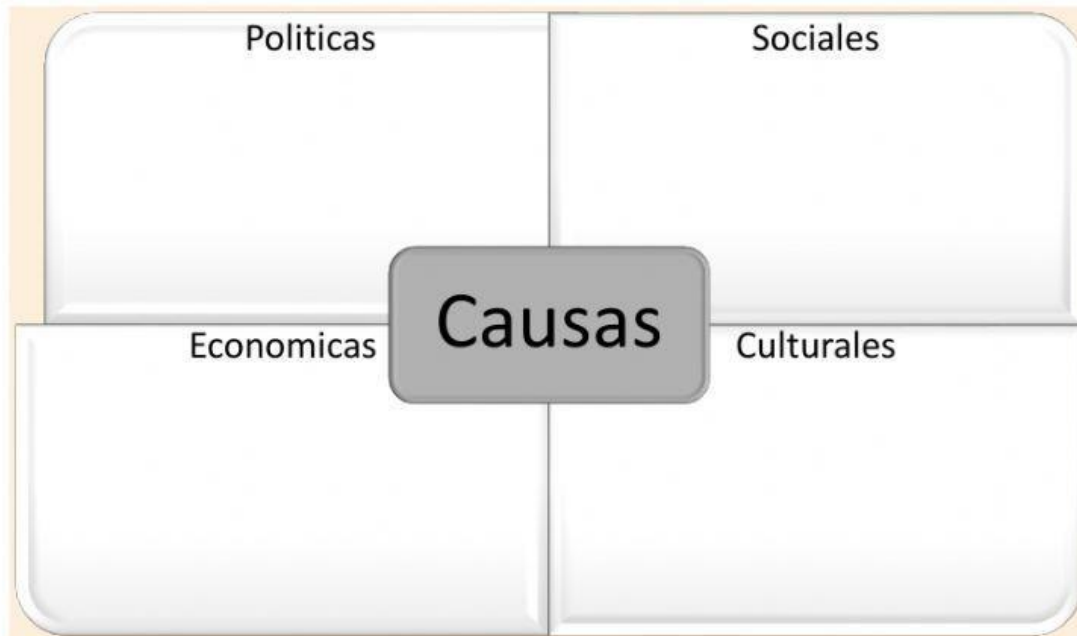 Politicas
Sociales
Causas
Economicas
Culturales